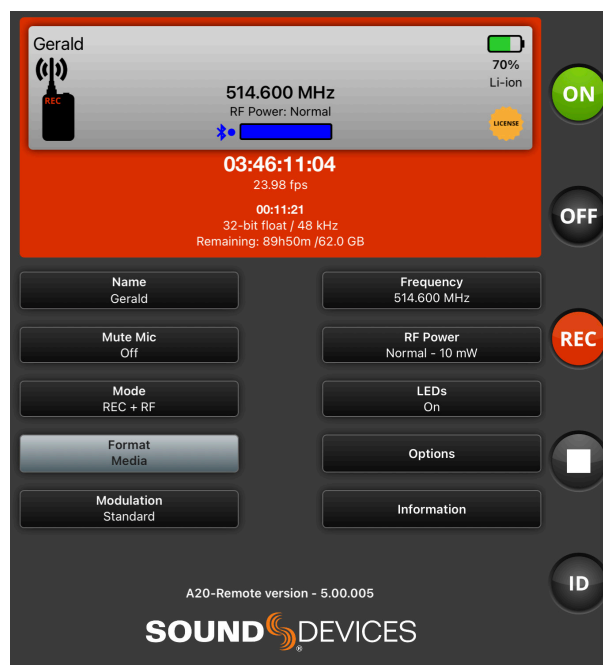 Gerald
REC
514.600 MHz
RF Power: Normal
70%
Li-ion
LICENSE
03:46:11:04
23.98 fps
00:11:21
32-bit float / 48 kHz
Remaining: 89h50m /62.0 GB
ON
OFF
REC
ID
Name
Gerald
Frequency
514.600 MHz
Mute Mic
Off
RF Power
Normal - 10 mW
Mode
REC + RF
LEDs
On
Format
Media
Options
Modulation
Standard
Information
A20-Remote version - 5.00.005
SOUND DEVICES
®